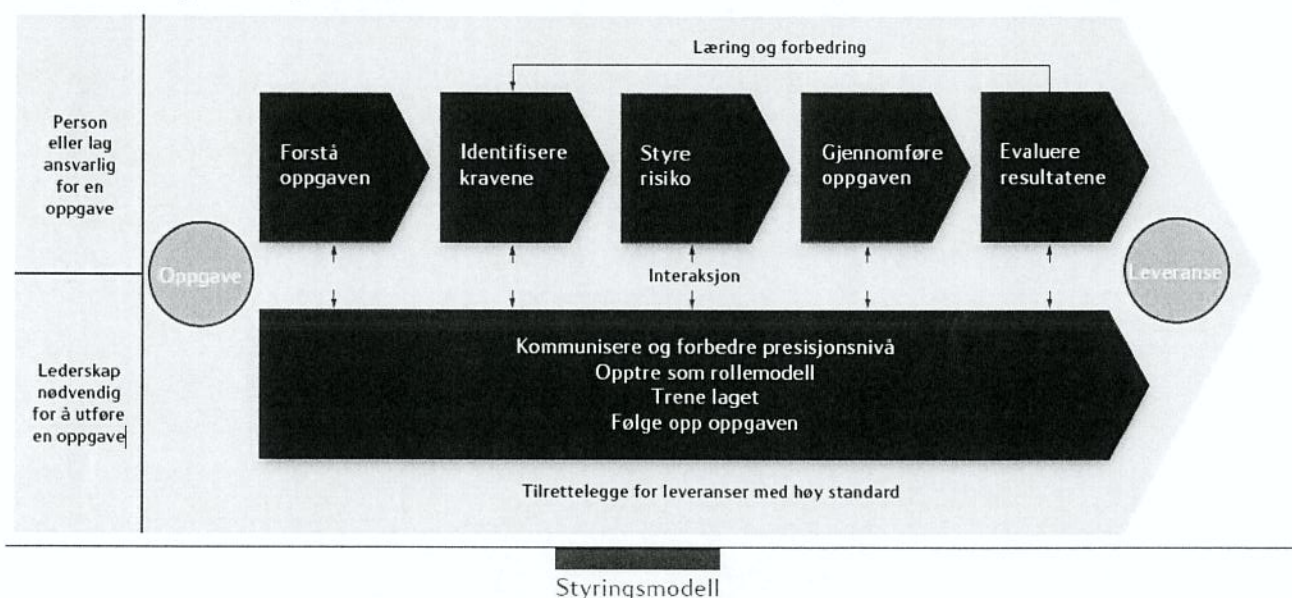 Læring og forbedring
Person
eller lag
ansvarlig
for en
oppgave
Forstå
oppgaven
Identifisere
kravene
Styre
risiko
Gjennomføre
oppgaven
Evaluere
resultatene
Oppgave
Interaksjon
Leveranse
Lederskap
nødvendig
for å utføre
en oppgave
Kommunisere og forbedre presisjonsnivå
Opptre som rollemodell
Trene laget
Følge opp oppgaven
Tilrettelegge for leveranser med høy standard
Styringsmodell